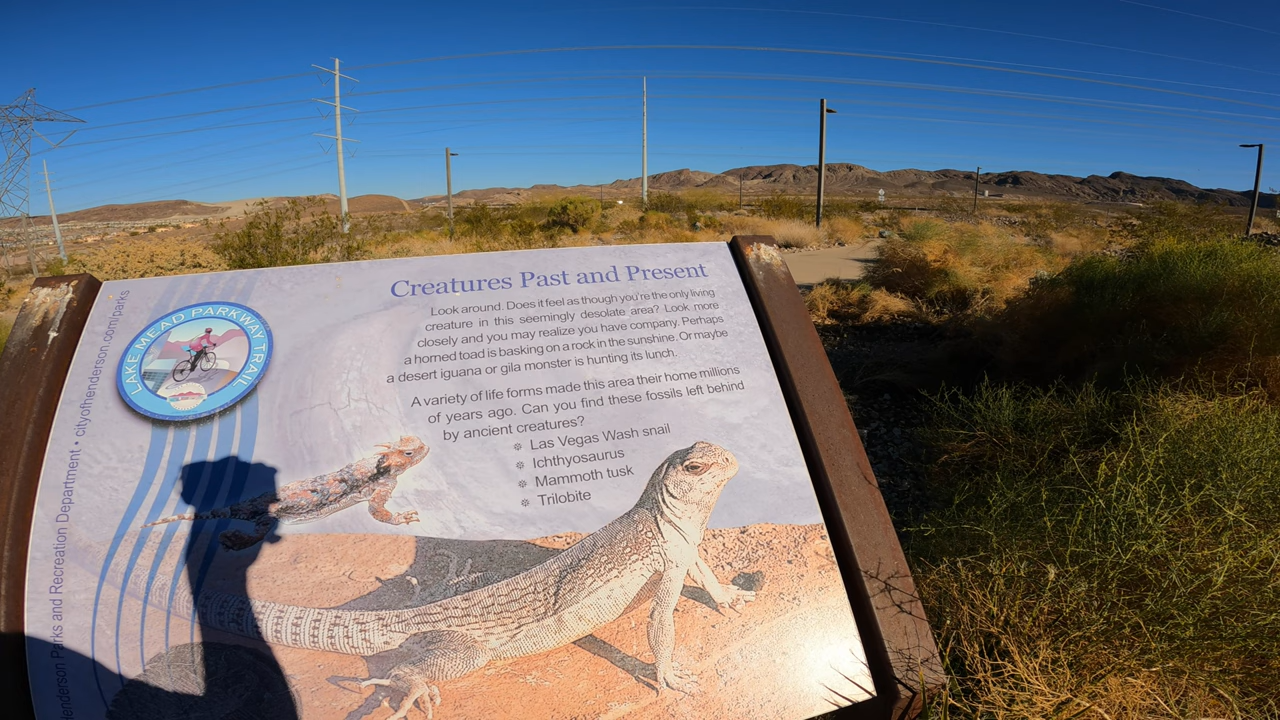 Creatures Past and Present
Look around. Does it feel as though you're the only living
creature in this seemingly desolate area? Look more
closely and you may realize you have company. Perhaps
a horned toad is basking on a rock in the sunshine. Or maybe
a desert iguana or gila monster is hunting its lunch.
A variety of life forms made this area their home millions
of years ago. Can you find these fossils left behind
by ancient creatures?
Las Vegas Wash snail
Ichthyosaurus
Mammoth tusk
Trilobite
LAKE MEAD PARKWAY TRAIL
Henderson Parks and Recreation Department • cityofhenderson.com/parks